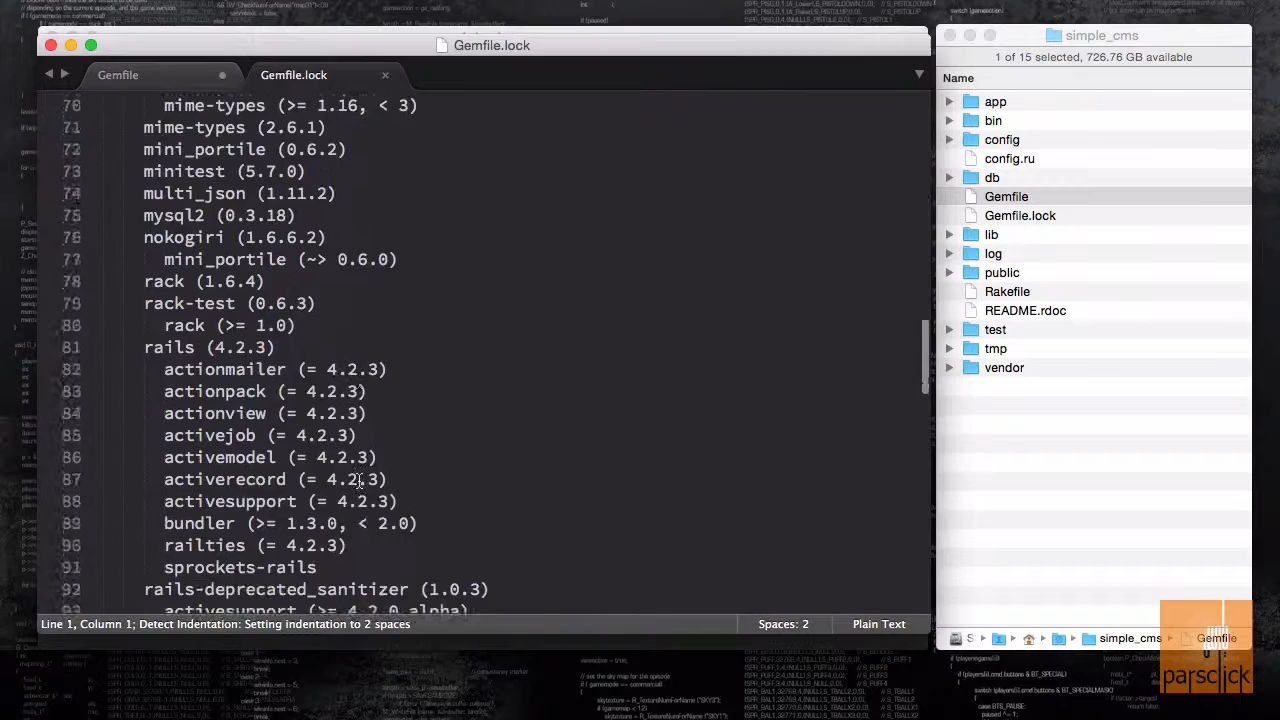 Gemfile.lock
Gemfile
Gemfile.lock
70 mime-types (>= 1.16, < 3)
71 mime-types (2.6.1)
72 mini_portile (0.6.2)
73 minitest (5.7.0)
74 multi_json (1.11.2)
75 mysql2 (0.3.18)
76 nokogiri (1.6.6.2)
77 mini_portile (~> 0.6.0)
78 rack (1.6.4)
79 rack-test (0.6.3)
80 rack (>= 1.0)
81 rails (4.2.3)
82 actionmailer (= 4.2.3)
83 actionpack (= 4.2.3)
84 actionview (= 4.2.3)
85 activejob (= 4.2.3)
86 activemodel (= 4.2.3)
87 activerecord (= 4.2.3)
88 activesupport (= 4.2.3)
89 bundler (>= 1.3.0, < 2.0)
90 railties (= 4.2.3)
91 sprockets-rails
92 rails-deprecated_sanitizer (1.0.3)
93 activesupport (>= 4.2.0.alpha)
Line 1, Column 1; Detect Indentation: Setting indentation to 2 spaces
Spaces: 2
Plain Text
simple_cms
1 of 15 selected, 726.76 GB available
Name
app
bin
config
config.ru
db
Gemfile
Gemfile.lock
lib
log
public
Rakefile
README.rdoc
test
tmp
vendor
S
simple_cms
Gemfile
parsclick